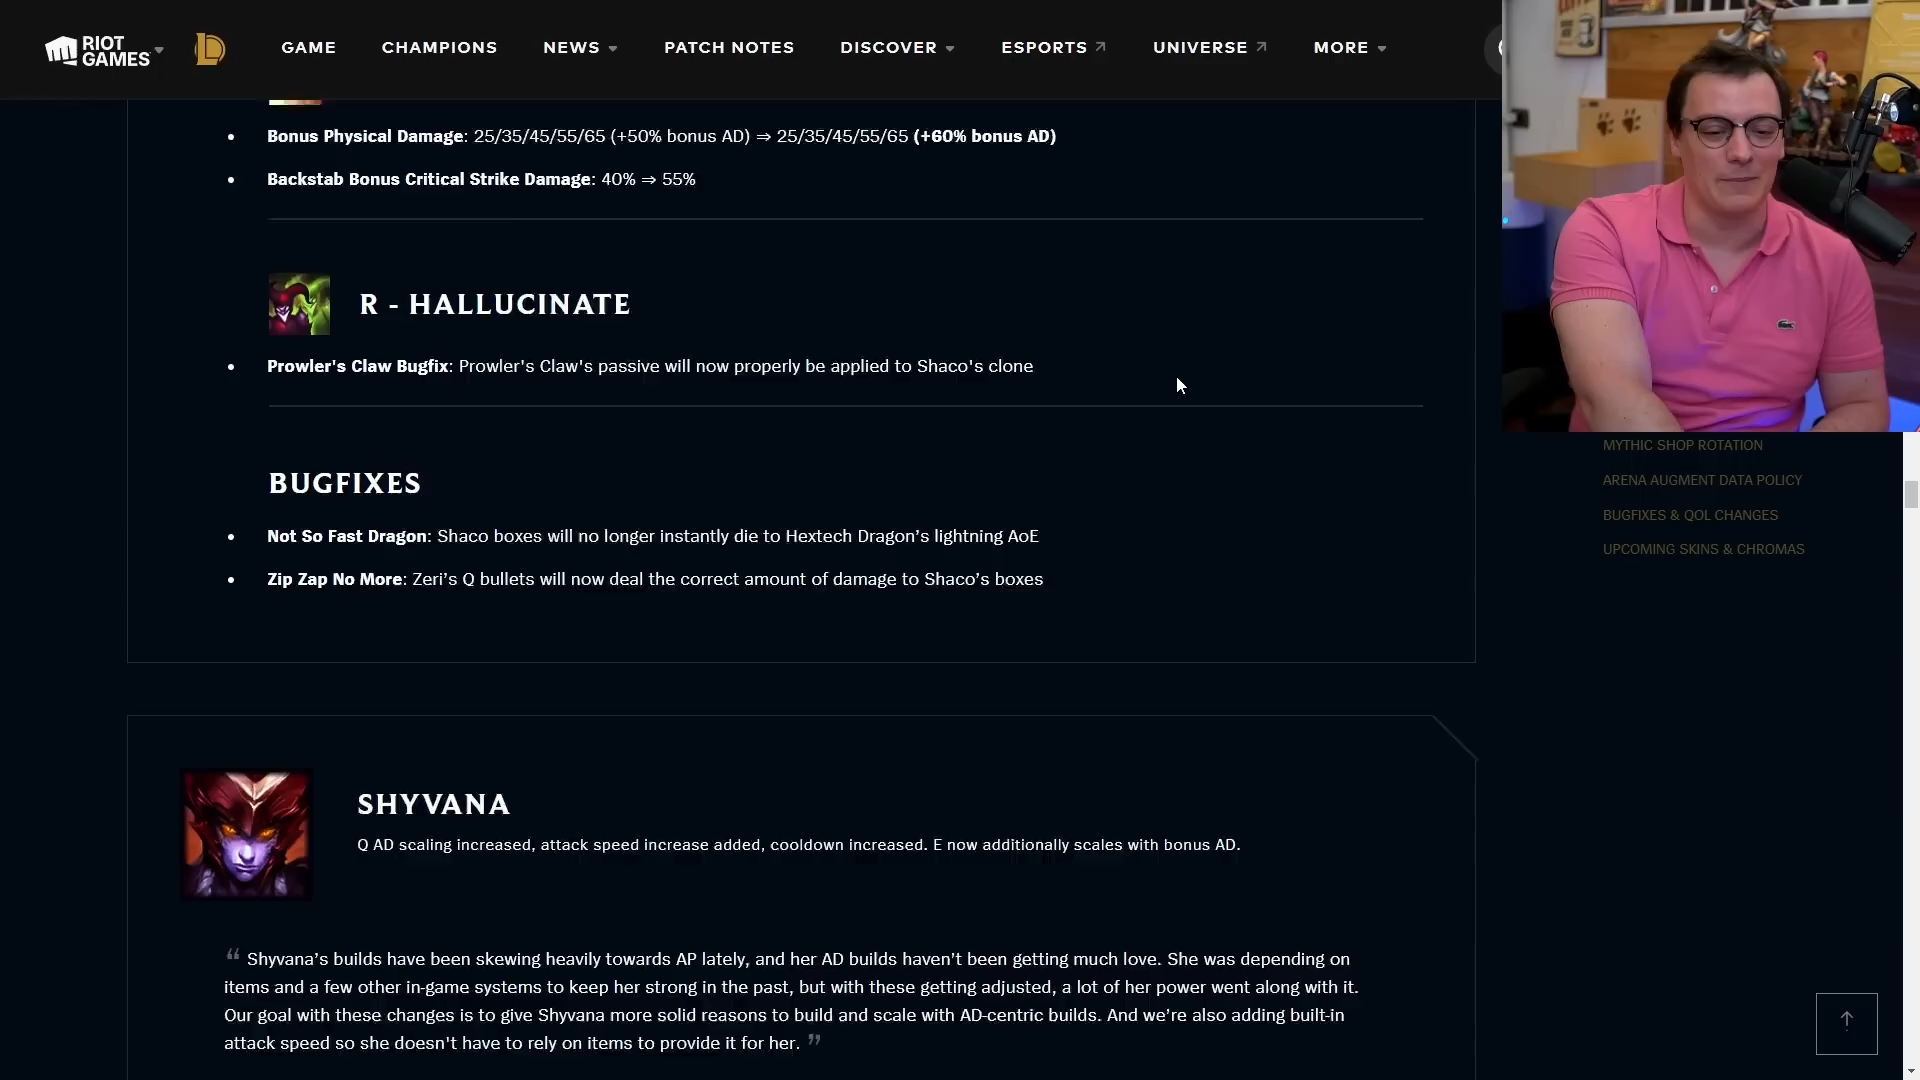 RIOT GAMES
GAME
CHAMPIONS
NEWS
PATCH NOTES
DISCOVER
ESPORTS
UNIVERSE
MORE
• Bonus Physical Damage: 25/35/45/55/65 (+50% bonus AD) ⇒ 25/35/45/55/65 (+60% bonus AD)
• Backstab Bonus Critical Strike Damage: 40% ⇒ 55%
R - HALLUCINATE
• Prowler's Claw Bugfix: Prowler's Claw's passive will now properly be applied to Shaco's clone
BUGFIXES
• Not So Fast Dragon: Shaco boxes will no longer instantly die to Hextech Dragon’s lightning AoE
• Zip Zap No More: Zeri’s Q bullets will now deal the correct amount of damage to Shaco’s boxes
MYTHIC SHOP ROTATION
ARENA AUGMENT DATA POLICY
BUGFIXES & QOL CHANGES
UPCOMING SKINS & CHROMAS
SHYVANA
Q AD scaling increased, attack speed increase added, cooldown increased. E now additionally scales with bonus AD.
“ Shyvana’s builds have been skewing heavily towards AP lately, and her AD builds haven’t been getting much love. She was depending on
items and a few other in-game systems to keep her strong in the past, but with these getting adjusted, a lot of her power went along with it.
Our goal with these changes is to give Shyvana more solid reasons to build and scale with AD-centric builds. And we’re also adding built-in
attack speed so she doesn't have to rely on items to provide it for her. ”